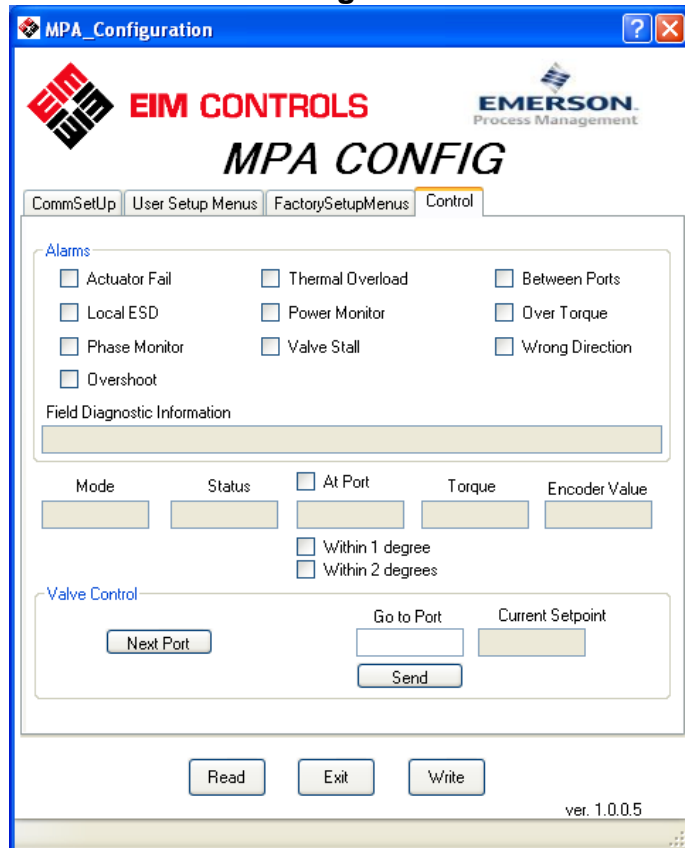 MPA_Configuration
EIM CONTROLS
EMERSON.
Process Management
MPA CONFIG
CommSetUp User Setup Menus FactorySetupMenus Control
Alarms
Actuator Fail Thermal Overload Between Ports
Local ESD Power Monitor Over Torque
Phase Monitor Valve Stall Wrong Direction
Overshoot
Field Diagnostic Information
Mode Status At Port Torque Encoder Value
Within 1 degree
Within 2 degrees
Valve Control
Go to Port Current Setpoint
Next Port
Send
Read Exit Write
ver. 1.0.0.5